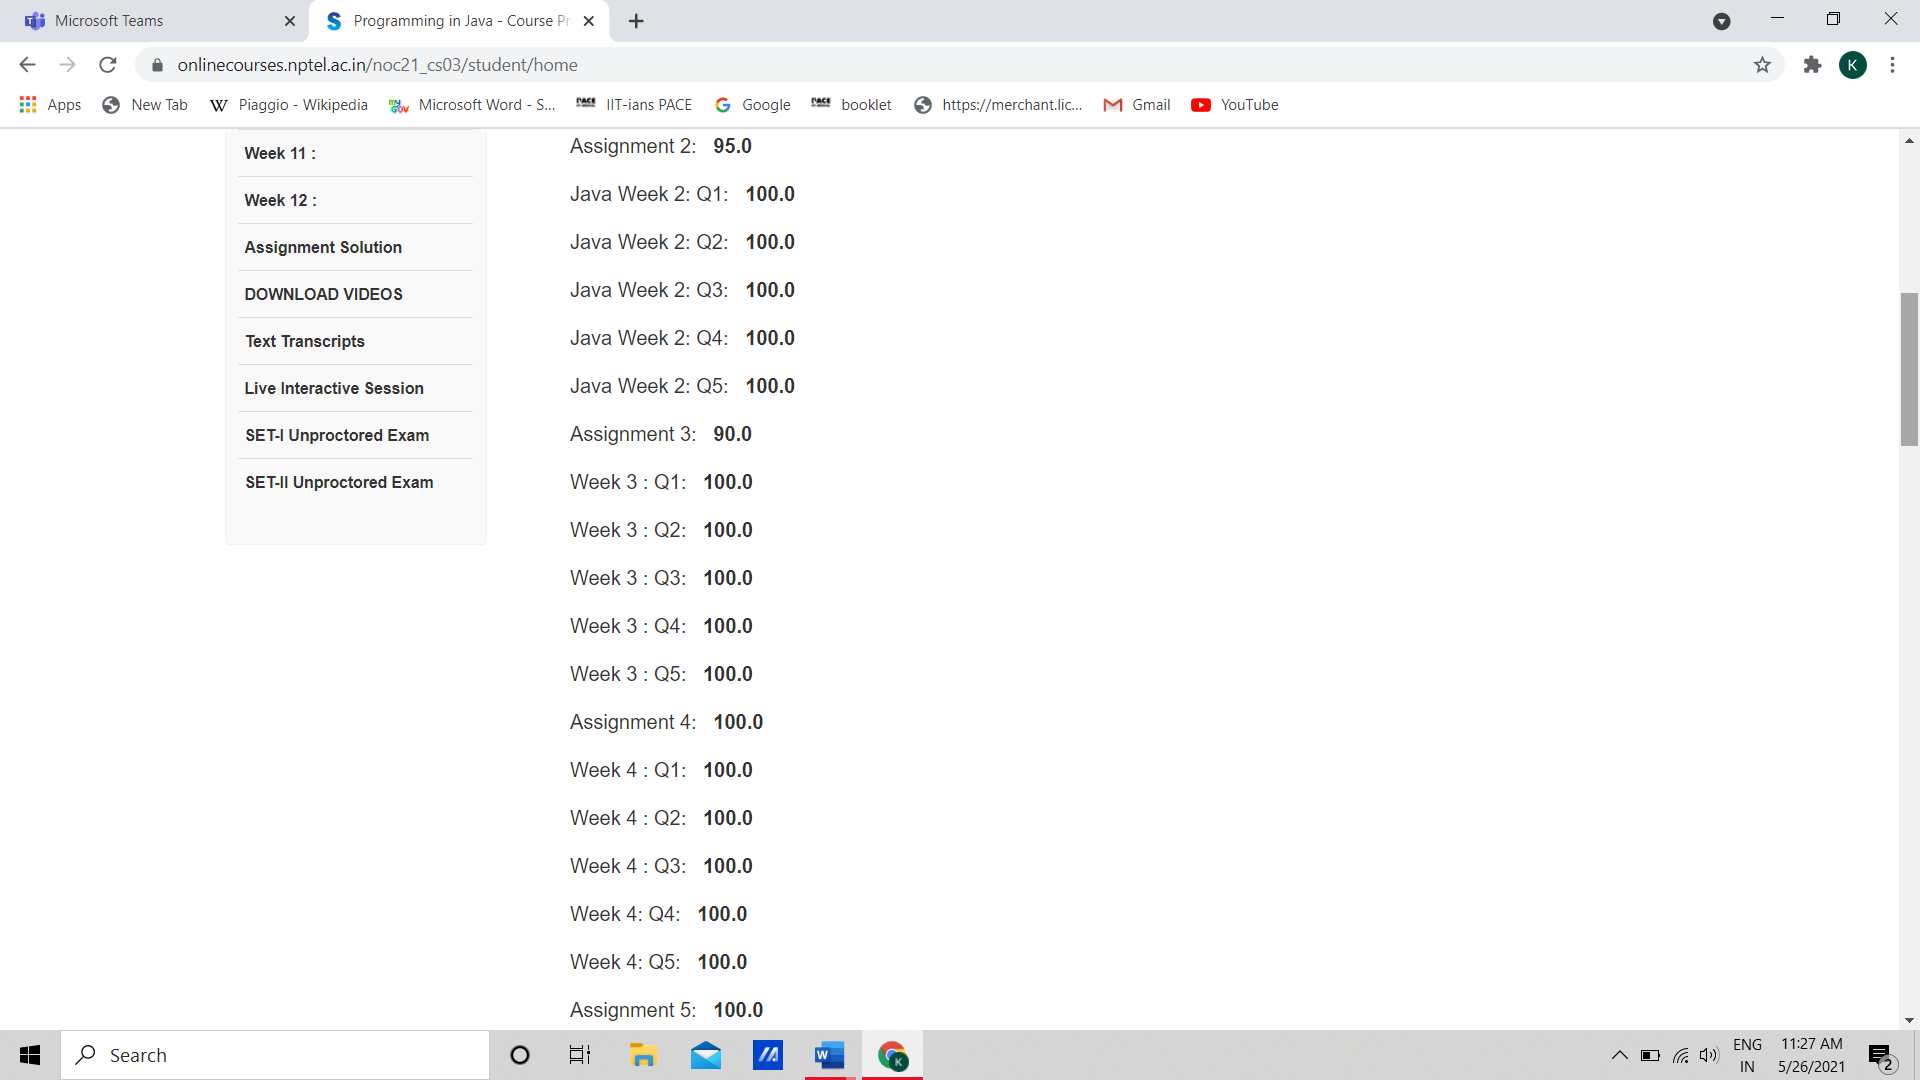 Microsoft Teams
Programming in Java - Course Pr
onlinecourses.nptel.ac.in/noc21_cs03/student/home
K
Apps
New Tab
W Piaggio - Wikipedia
Microsoft Word - S...
PACE IIT-ians PACE
Google
PACE booklet
https://merchant.lic...
Gmail
YouTube
Week 11 :
Week 12 :
Assignment Solution
DOWNLOAD VIDEOS
Text Transcripts
Live Interactive Session
SET-I Unproctored Exam
SET-II Unproctored Exam
Assignment 2: 95.0
Java Week 2: Q1: 100.0
Java Week 2: Q2: 100.0
Java Week 2: Q3: 100.0
Java Week 2: Q4: 100.0
Java Week 2: Q5: 100.0
Assignment 3: 90.0
Week 3 : Q1: 100.0
Week 3 : Q2: 100.0
Week 3 : Q3: 100.0
Week 3 : Q4: 100.0
Week 3 : Q5: 100.0
Assignment 4: 100.0
Week 4 : Q1: 100.0
Week 4 : Q2: 100.0
Week 4 : Q3: 100.0
Week 4: Q4: 100.0
Week 4: Q5: 100.0
Assignment 5: 100.0
Search
ENG
IN
11:27 AM
5/26/2021
2